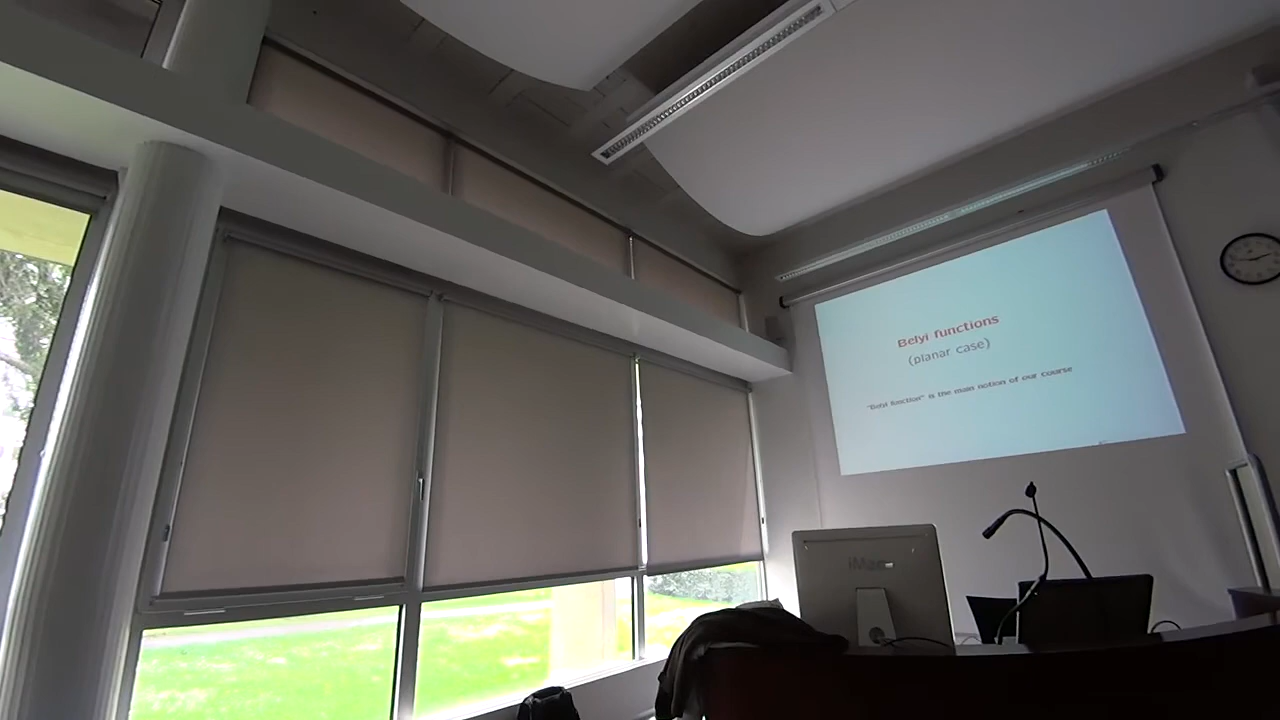 Belyi functions
(planar case)
"Belyi function" is the main notion of our course
iMac